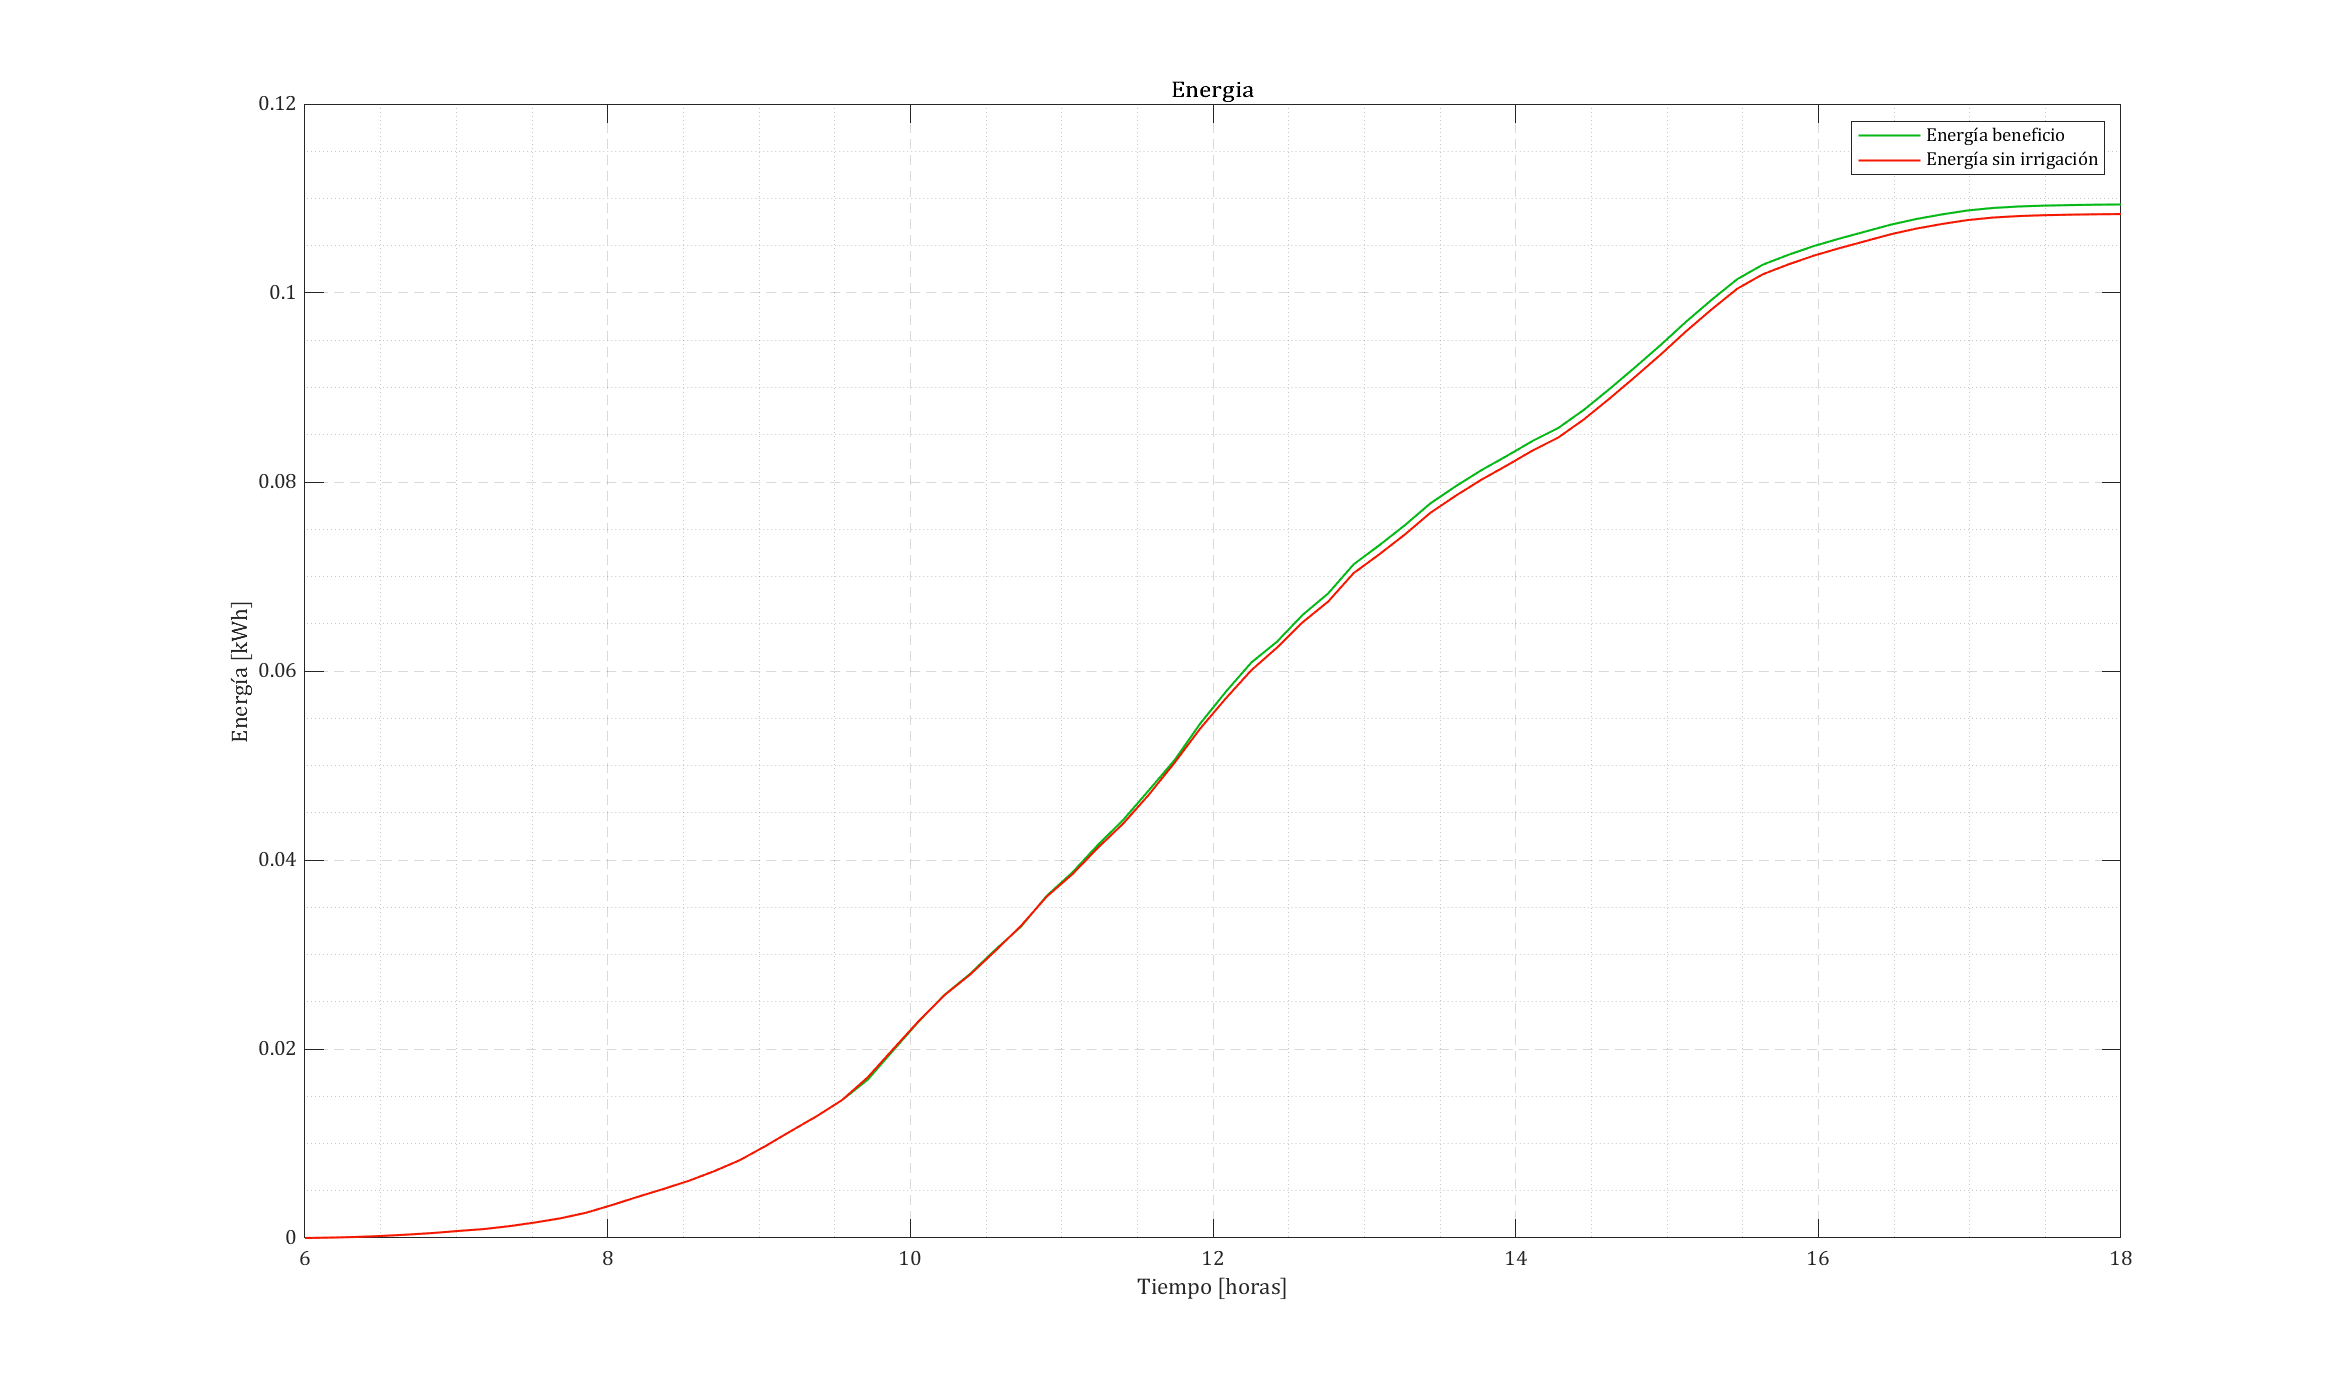 Energia
0.12
0.1
0.08
0.06
0.04
0.02
0
Energía [kWh]
6 8 10 12 14 16 18
Tiempo [horas]
Energía beneficio
Energía sin irrigación